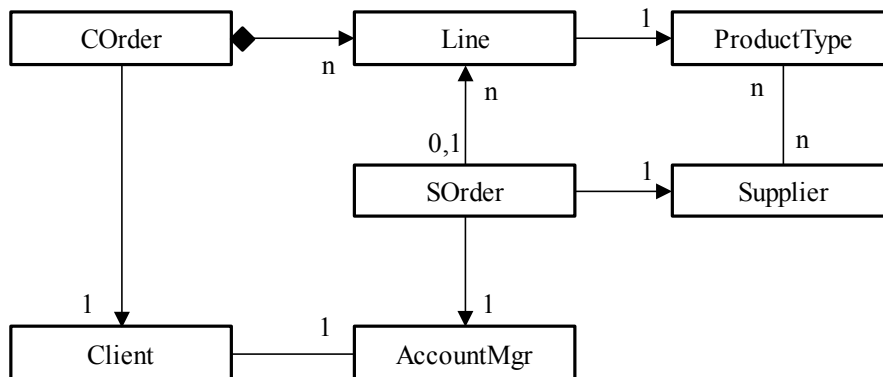 COrder
Line
1
ProductType
n
n
n
0,1
n
SOrder
1
Supplier
1
1
1
Client
AccountMgr